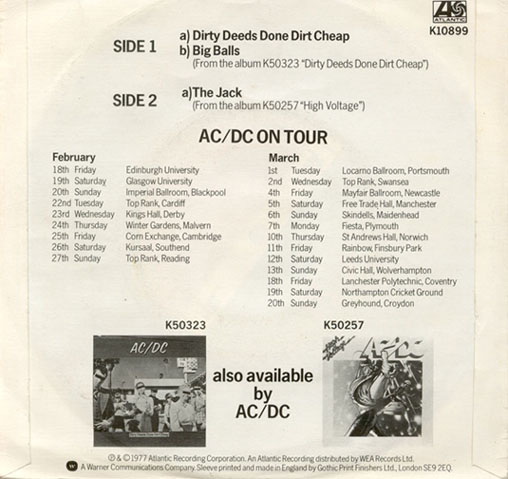 ATLANTIC
K10899
SIDE 1 a) Dirty Deeds Done Dirt Cheap
b) Big Balls
(From the album K50323 "Dirty Deeds Done Dirt Cheap")
SIDE 2 a)The Jack
(From the album K50257 "High Voltage")
AC/DC ON TOUR
February
18th Friday Edinburgh University
19th Saturday Glasgow University
20th Sunday Imperial Ballroom, Blackpool
22nd Tuesday Top Rank, Cardiff
23rd Wednesday Kings Hall, Derby
24th Thursday Winter Gardens, Malvern
25th Friday Corn Exchange, Cambridge
26th Saturday Kursaal, Southend
27th Sunday Top Rank, Reading
March
1st Tuesday Locarno Ballroom, Portsmouth
2nd Wednesday Top Rank, Swansea
4th Friday Mayfair Ballroom, Newcastle
5th Saturday Free Trade Hall, Manchester
6th Sunday Skindells, Maidenhead
7th Monday Fiesta, Plymouth
10th Thursday St Andrews Hall, Norwich
11th Friday Rainbow, Finsbury Park
12th Saturday Leeds University
13th Sunday Civic Hall, Wolverhampton
18th Friday Lanchester Polytechnic, Coventry
19th Saturday Northampton Cricket Ground
20th Sunday Greyhound, Croydon
K50323
K50257
AC/DC
AC/DC
also available
by
AC/DC
℗ & © 1977 Atlantic Recording Corporation. An Atlantic Recording distributed by WEA Records Ltd.
A Warner Communications Company. Sleeve printed and made in England by Gothic Print Finishers Ltd., London SE9 2EQ.